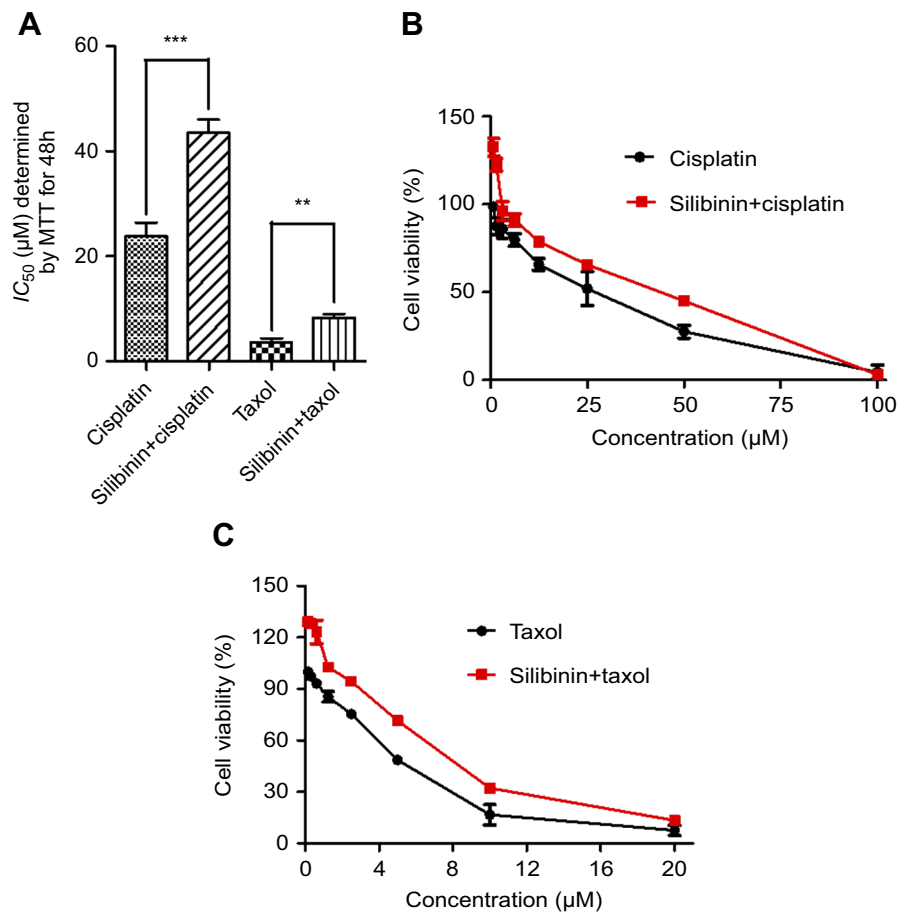 A
60
40
20
0
IC50 (µM) determined
by MTT for 48h
***
**
Cisplatin
Silibinin+cisplatin
Taxol
Silibinin+taxol
B
150
100
50
0
Cell viability (%)
Cisplatin
Silibinin+cisplatin
0 25 50 75 100
Concentration (µM)
C
150
120
90
60
30
0
Cell viability (%)
Taxol
Silibinin+taxol
0 4 8 12 16 20
Concentration (µM)